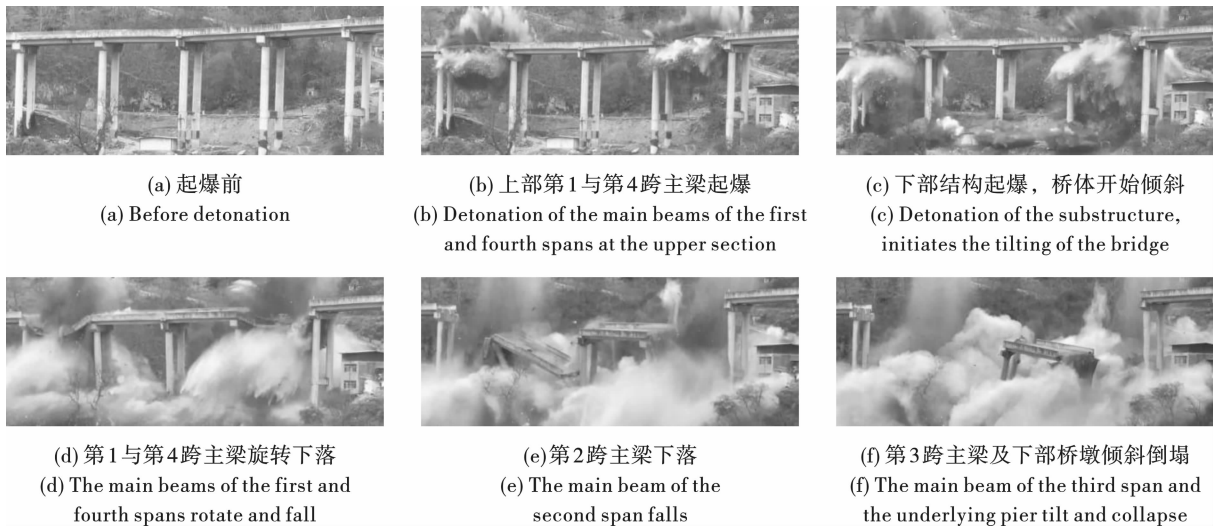 (a) 起爆前
(a) Before detonation
(b) 上部第1与第4跨主梁起爆
(b) Detonation of the main beams of the first
and fourth spans at the upper section
(c) 下部结构起爆，桥体开始倾斜
(c) Detonation of the substructure,
initiates the tilting of the bridge
(d) 第1与第4跨主梁旋转下落
(d) The main beams of the first and
fourth spans rotate and fall
(e)第2跨主梁下落
(e) The main beam of the
second span falls
(f) 第3跨主梁及下部桥墩倾斜倒塌
(f) The main beam of the third span and
the underlying pier tilt and collapse